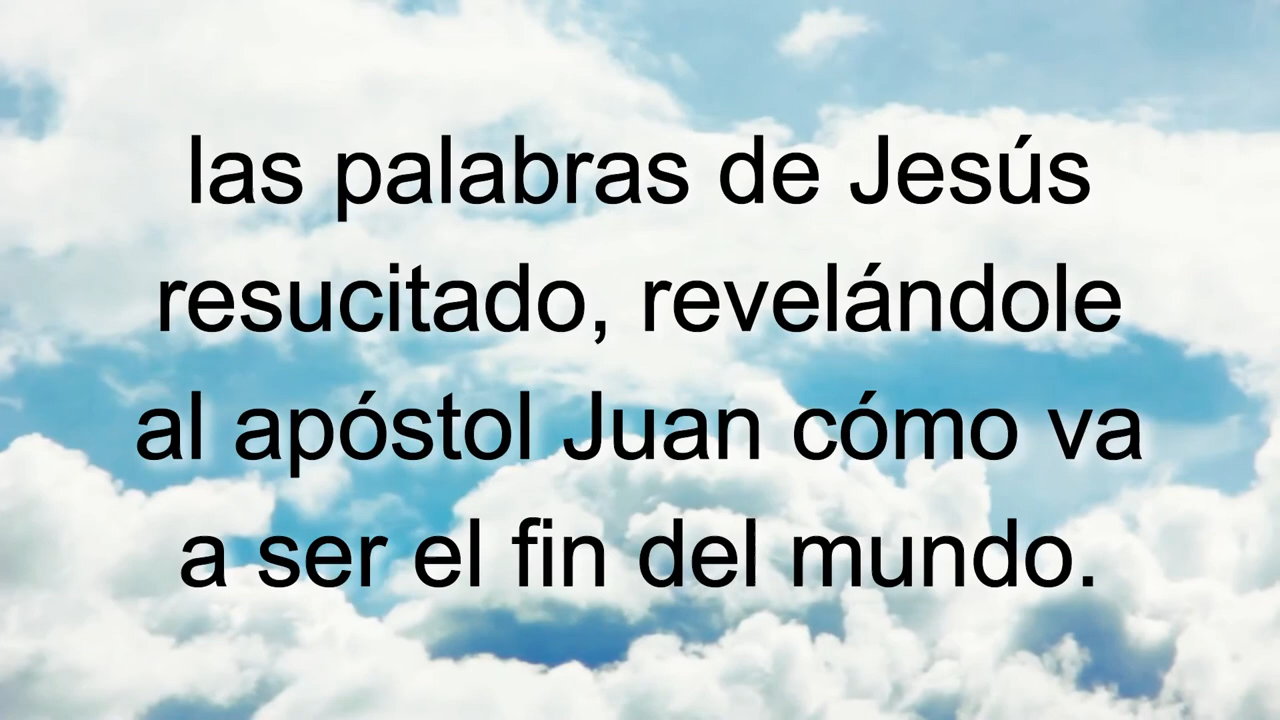 las palabras de Jesús
resucitado, revelándole
al apóstol Juan cómo va
a ser el fin del mundo.